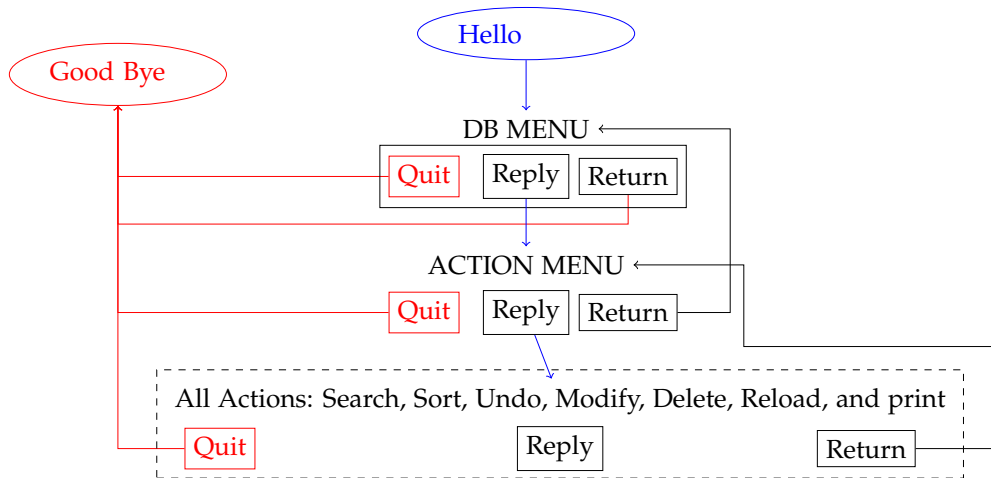 Hello
Good Bye
DB MENU
Quit Reply Return
ACTION MENU
Quit Reply Return
All Actions: Search, Sort, Undo, Modify, Delete, Reload, and print
Quit Reply Return